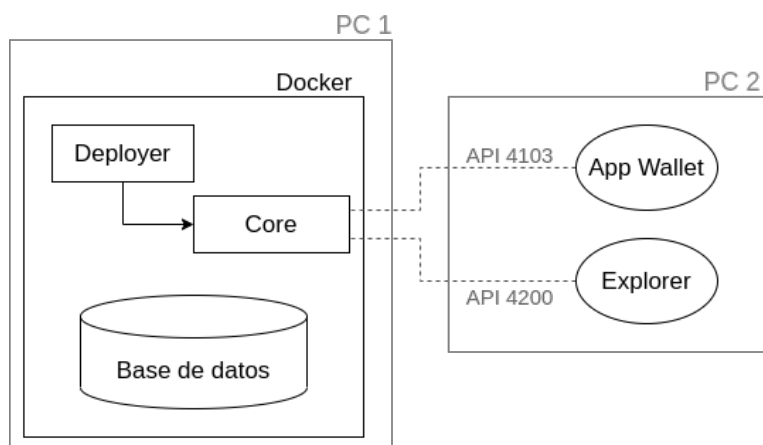 PC 1
Docker
PC 2
Deployer
API 4103
App Wallet
Core
Explorer
API 4200
Base de datos